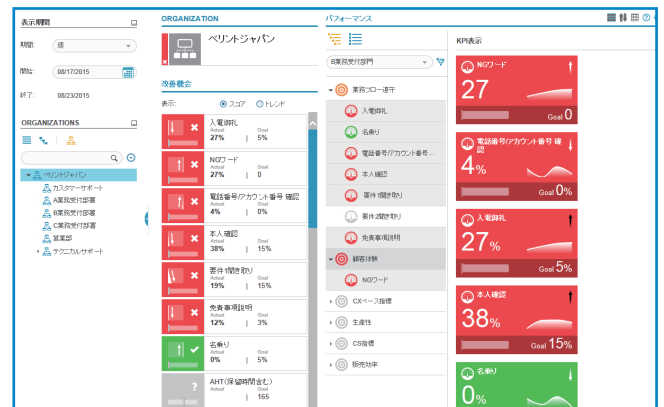 表示期間
期間:
週
開始:
08/17/2015
終了:
08/23/2015
ORGANIZATIONS
ベリントジャパン
カスタマーサポート
A業務受付部署
B業務受付部署
C業務受付部署
営業部
テクニカルサポート
ORGANIZATION
ベリントジャパン
改善機会
表示:
スコア
トレンド
入電御礼
Actual
Goal
27% | 5%
NGワード
Actual
Goal
27% | 0
電話番号/アカウント番号 確認
Actual
Goal
4% | 0%
本人確認
Actual
Goal
38% | 15%
要件1聞き取り
Actual
Goal
19% | 15%
免責事項説明
Actual
Goal
12% | 3%
名乗り
Actual
Goal
0% | 5%
?
AHT(保留時間含む)
Actual
Goal
| 165
パフォーマンス
B業務受付部門
業務フロー遵守
入電御礼
名乗り
電話番号/アカウント番号...
本人確認
要件1聞き取り
要件2聞き取り
免責事項説明
顧客体験
NGワード
CXベース指標
生産性
CS指標
販売効率
KPI表示
NGワード
27
Goal 0
電話番号/アカウント番号 確
認
4%
Goal 0%
入電御礼
27%
Goal 5%
本人確認
38%
Goal 15%
名乗り
0%